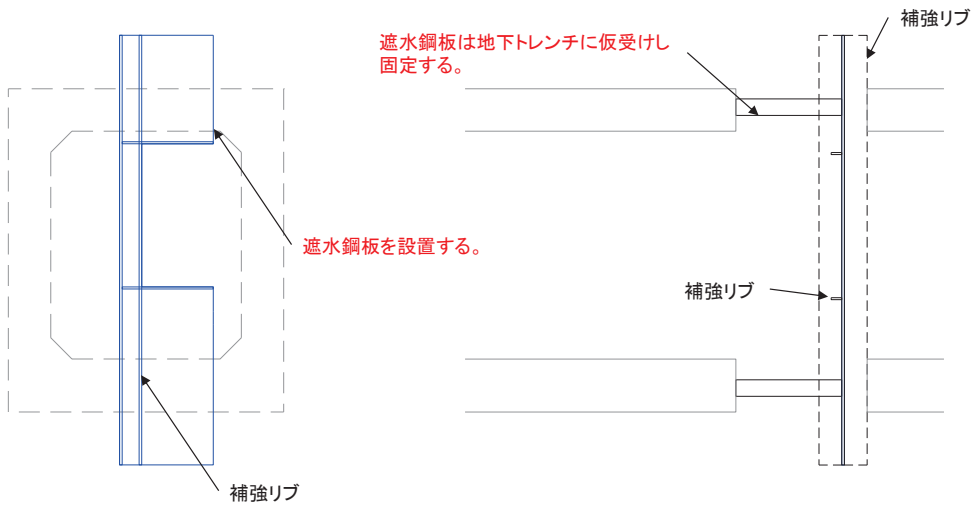 補強リブ
遮水鋼板は地下トレンチに仮受けし
固定する。
遮水鋼板を設置する。
補強リブ
補強リブ